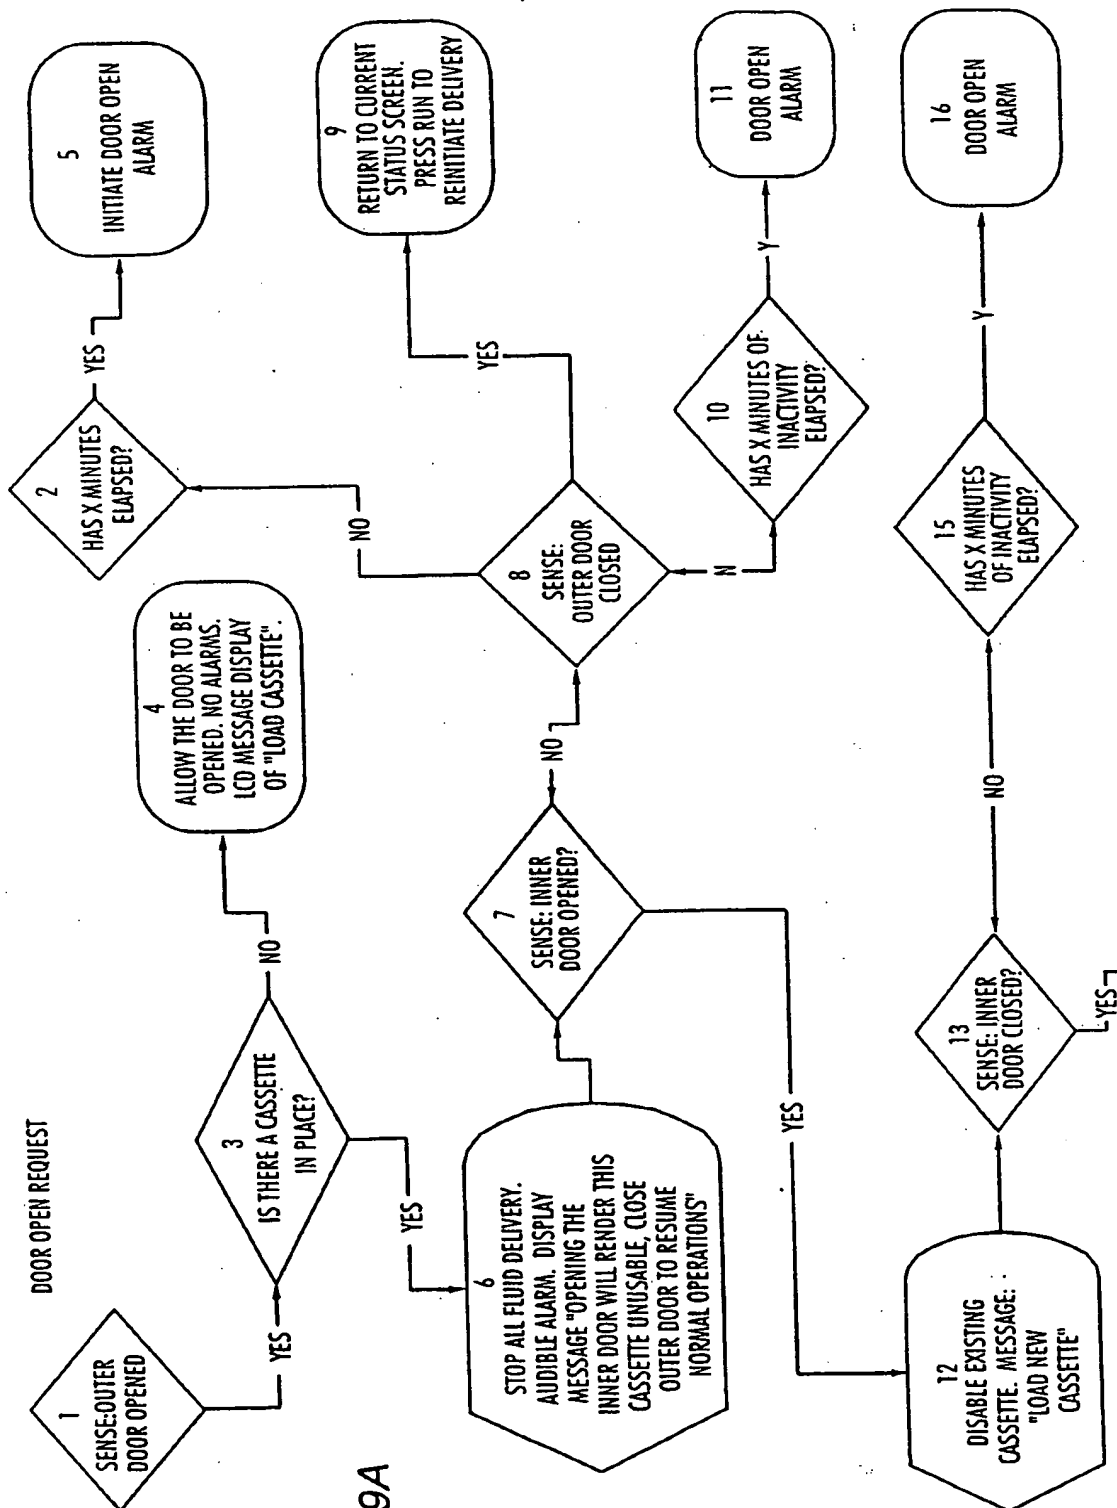 DOOR OPEN REQUEST
1
SENSE:OUTER
DOOR OPENED
YES
3
IS THERE A CASSETTE
IN PLACE?
NO
4
ALLOW THE DOOR TO BE
OPENED. NO ALARMS.
LCD MESSAGE DISPLAY
OF "LOAD CASSETTE".
2
HAS X MINUTES
ELAPSED?
YES
5
INITIATE DOOR OPEN
ALARM
YES
6
STOP ALL FLUID DELIVERY.
AUDIBLE ALARM. DISPLAY
MESSAGE "OPENING THE
INNER DOOR WILL RENDER THIS
CASSETTE UNUSABLE, CLOSE
OUTER DOOR TO RESUME
NORMAL OPERATIONS"
7
SENSE: INNER
DOOR OPENED?
NO
8
SENSE:
OUTER DOOR
CLOSED
NO
YES
9
RETURN TO CURRENT
STATUS SCREEN.
PRESS RUN TO
REINITIATE DELIVERY
N
10
HAS X MINUTES OF
INACTIVITY
ELAPSED?
Y
11
DOOR OPEN
ALARM
YES
12
DISABLE EXISTING
CASSETTE. MESSAGE: .
"LOAD NEW
CASSETTE"
13
SENSE: INNER
DOOR CLOSED?
YES
NO
15
HAS X MINUTES
OF INACTIVITY
ELAPSED?
Y
16
DOOR OPEN
ALARM
9A